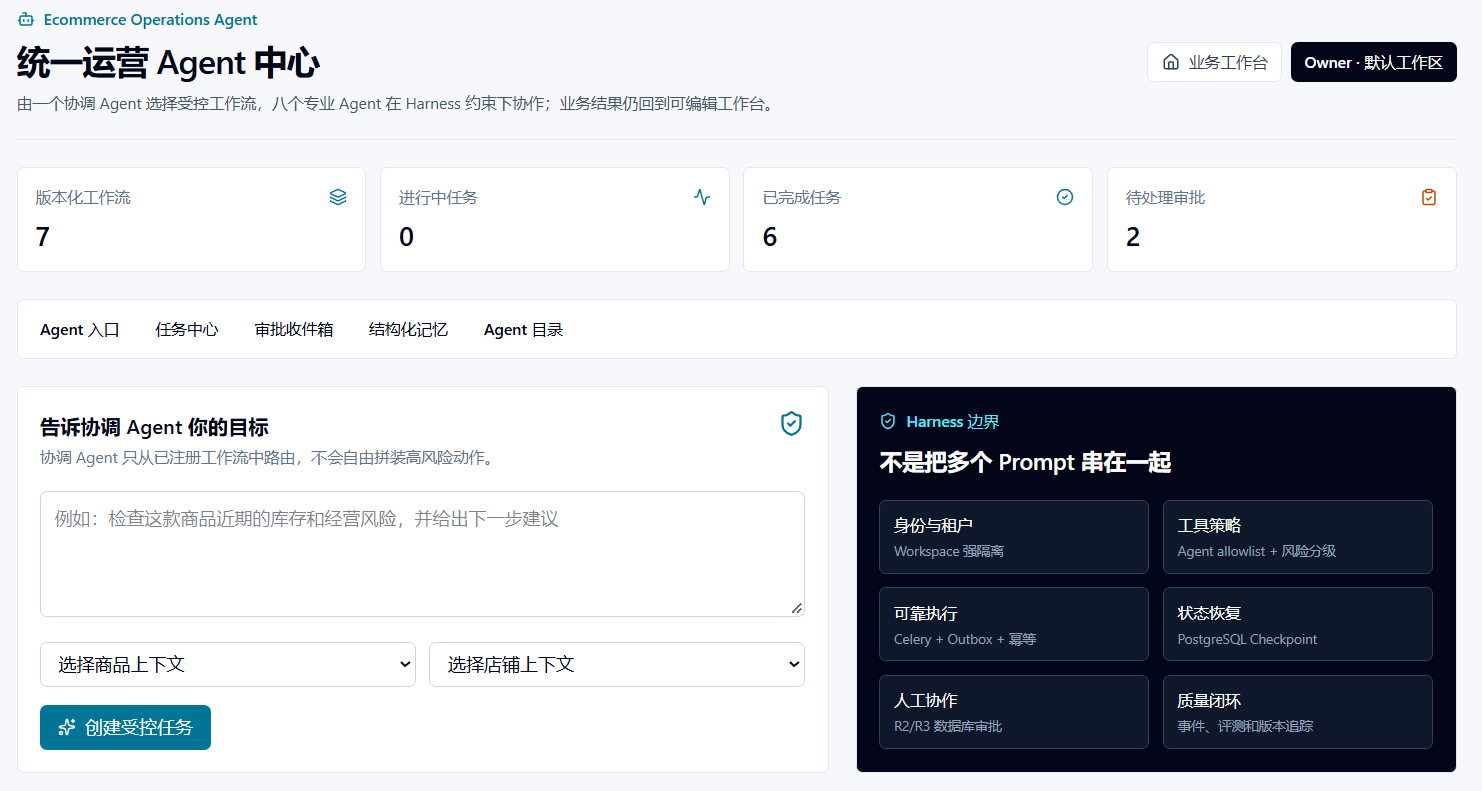 Ecommerce Operations Agent
统一运营 Agent 中心
业务工作台
Owner · 默认工作区
由一个协调 Agent 选择受控工作流，八个专业 Agent 在 Harness 约束下协作；业务结果仍回到可编辑工作台。
版本化工作流
7
进行中任务
0
已完成任务
6
待处理审批
2
Agent 入口
任务中心
审批收件箱
结构化记忆
Agent 目录
告诉协调 Agent 你的目标
协调 Agent 只从已注册工作流中路由，不会自由拼装高风险动作。
例如：检查这款商品近期的库存和经营风险，并给出下一步建议
选择商品上下文
选择店铺上下文
创建受控任务
Harness 边界
不是把多个 Prompt 串在一起
身份与租户
Workspace 强隔离
工具策略
Agent allowlist + 风险分级
可靠执行
Celery + Outbox + 幂等
状态恢复
PostgreSQL Checkpoint
人工协作
R2/R3 数据库审批
质量闭环
事件、评测和版本追踪